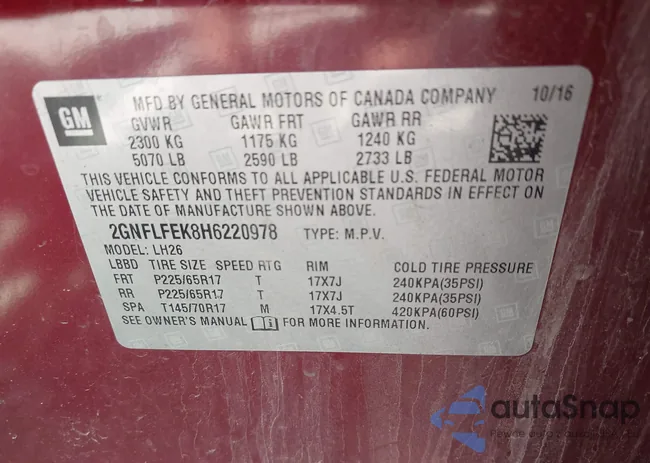 GM
MFD BY GENERAL MOTORS OF CANADA COMPANY 10/16
GVWR GAWR FRT GAWR RR
2300 KG 1175 KG 1240 KG
5070 LB 2590 LB 2733 LB
THIS VEHICLE CONFORMS TO ALL APPLICABLE U.S. FEDERAL MOTOR
VEHICLE SAFETY AND THEFT PREVENTION STANDARDS IN EFFECT ON
THE DATE OF MANUFACTURE SHOWN ABOVE.
2GNFLFEK8H6220978 TYPE: M.P.V.
MODEL: LH26
LBBD TIRE SIZE SPEED RTG RIM COLD TIRE PRESSURE
FRT P225/65R17 T 17X7J 240KPA(35PSI)
RR P225/65R17 T 17X7J 240KPA(35PSI)
SPA T145/70R17 M 17X4.5T 420KPA(60PSI)
SEE OWNER'S MANUAL FOR MORE INFORMATION.
autoSnap